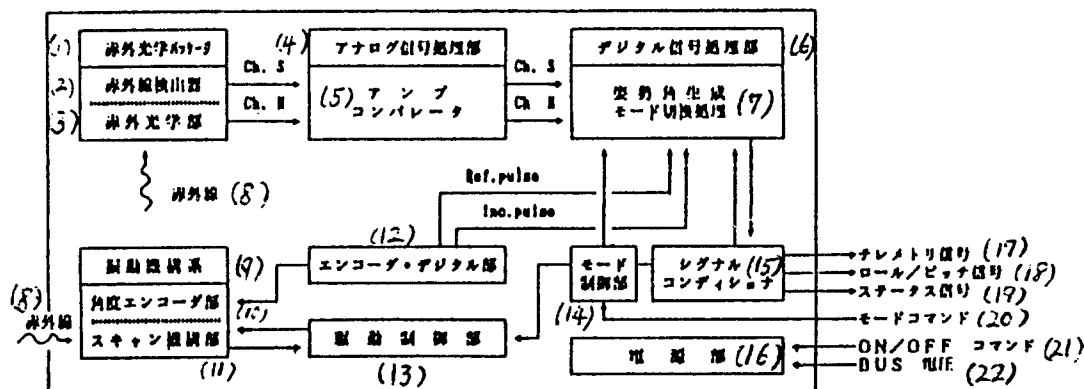 (1) 赤外光学パッケージ
(2) 赤外線検出器
(3) 赤外光学部
Ch. S
Ch. N
(4) アナログ信号処理部
(5) アンプ
コンパレータ
Ch. S
Ch. N
デジタル信号処理部 (6)
姿勢角生成
モード切換処理 (7)
赤外線 (8)
Ref.pulse
Inc.pulse
(8)
赤外線
駆動機構系 (9)
角度エンコーダ部 (10)
スキャン機構部
(11)
(12)
エンコーダ・デジタル部
駆動制御部
(13)
モード
制御部
(14)
シグナル
コンディショナ (15)
電源部 (16)
テレメトリ信号 (17)
ロール/ピッチ信号 (18)
ステータス信号 (19)
モードコマンド (20)
ON/OFF コマンド (21)
BUS 電圧 (22)